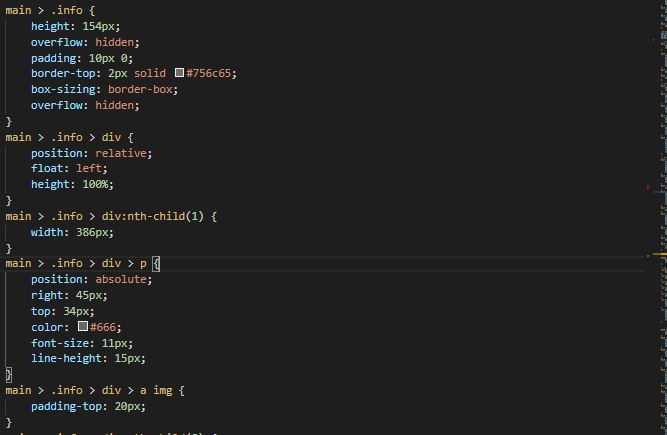 main > .info {
height: 154px;
overflow: hidden;
padding: 10px 0;
border-top: 2px solid #756c65;
box-sizing: border-box;
overflow: hidden;
}
main > .info > div {
position: relative;
float: left;
height: 100%;
}
main > .info > div:nth-child(1) {
width: 386px;
}
main > .info > div > p {
position: absolute;
right: 45px;
top: 34px;
color: #666;
font-size: 11px;
line-height: 15px;
}
main > .info > div > a img {
padding-top: 20px;
}